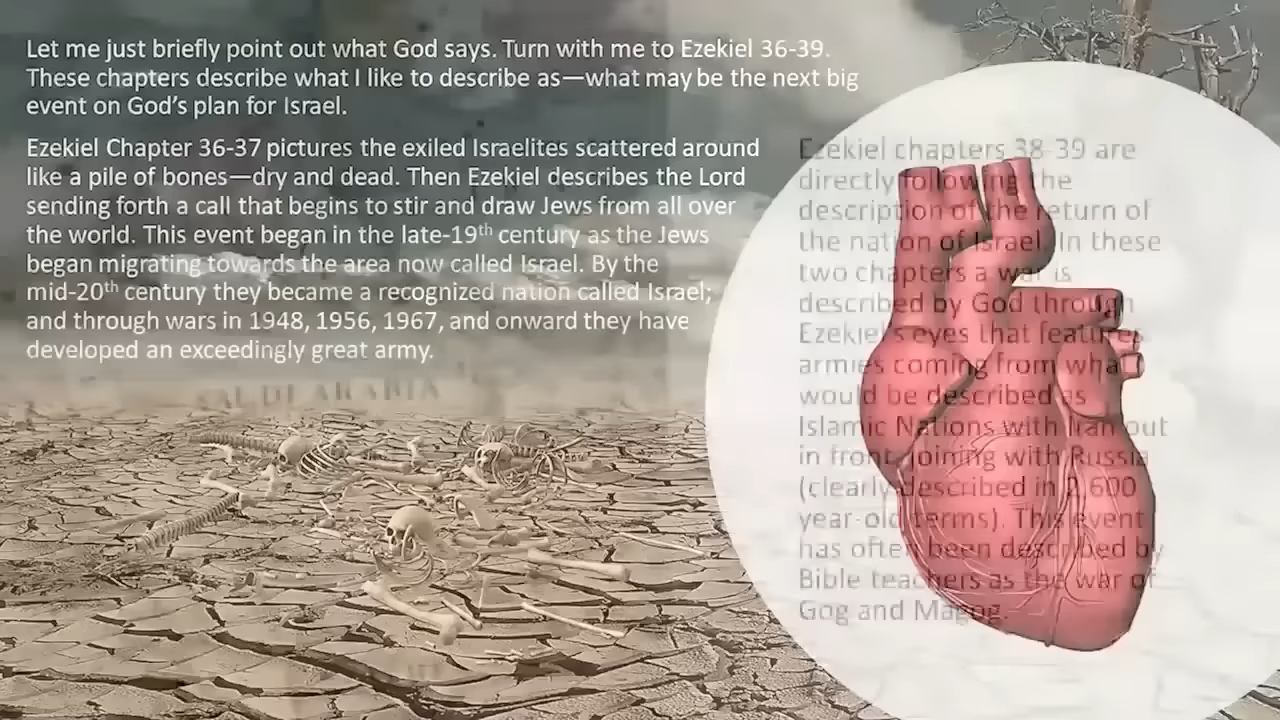 Let me just briefly point out what God says. Turn with me to Ezekiel 36-39.
These chapters describe what I like to describe as—what may be the next big
event on God's plan for Israel.
Ezekiel Chapter 36-37 pictures the exiled Israelites scattered around
like a pile of bones—dry and dead. Then Ezekiel describes the Lord
sending forth a call that begins to stir and draw Jews from all over
the world. This event began in the late-19th century as the Jews
began migrating towards the area now called Israel. By the
mid-20th century they became a recognized nation called Israel;
and through wars in 1948, 1956, 1967, and onward they have
developed an exceedingly great army.
SAUDI ARABIA
Ezekiel chapters 38-39 are
directly following the
description of the return of
the nation of Israel. In these
two chapters a war is
described by God through
Ezekiel's eyes that features
armies coming from what
would be described as
Islamic Nations with Iran out
in front, joining with Russia
(clearly described in 2,600
year-old terms). This event
has often been described by
Bible teachers as the war of
Gog and Magog.